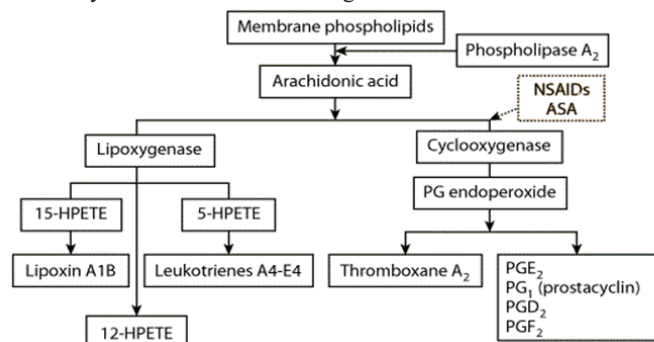 Membrane phospholipids
Phospholipase A₂
Arachidonic acid
NSAIDs
ASA
Lipoxygenase
Cyclooxygenase
PG endoperoxide
15-HPETE
5-HPETE
Lipoxin A1B
Leukotrienes A4-E4
Thromboxane A₂
PGE₂
PG₁ (prostacyclin)
PGD₂
PGF₂
12-HPETE